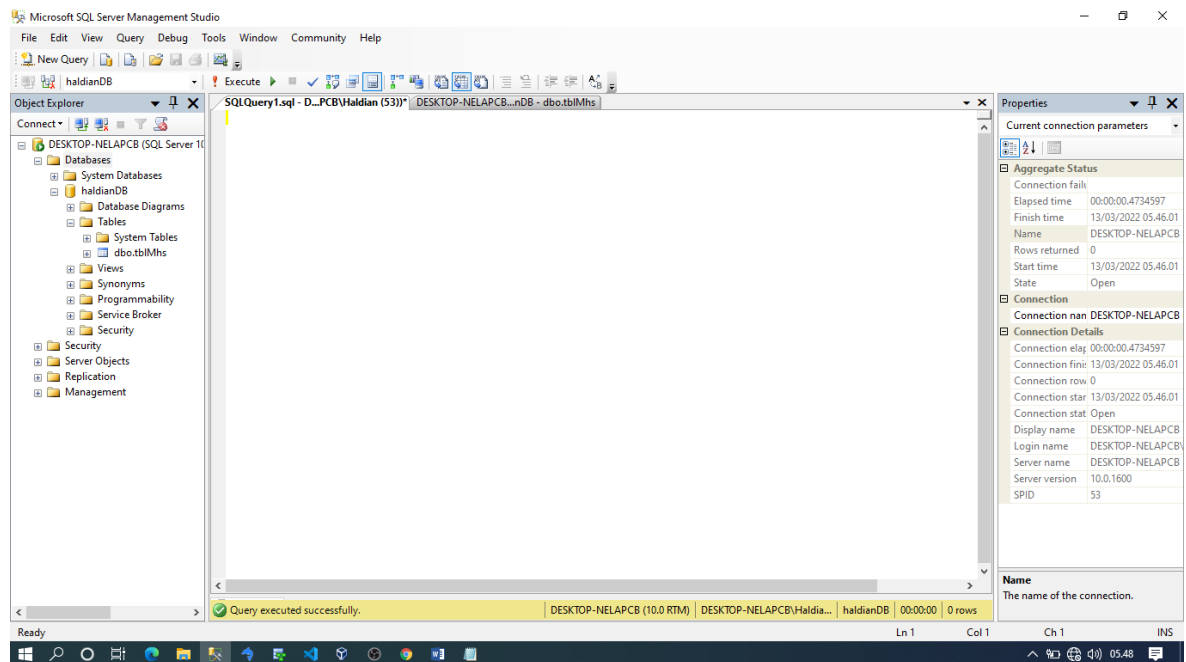 Microsoft SQL Server Management Studio
File Edit View Query Debug Tools Window Community Help
New Query
haldianDB Execute
Object Explorer
Connect
DESKTOP-NELAPCB (SQL Server 10
Databases
System Databases
haldianDB
Database Diagrams
Tables
System Tables
dbo.tblMhs
Views
Synonyms
Programmability
Service Broker
Security
Security
Server Objects
Replication
Management
SQLQuery1.sql - D...PCB\Haldian (53))* DESKTOP-NELAPCB...nDB - dbo.tblMhs
Query executed successfully. DESKTOP-NELAPCB (10.0 RTM) DESKTOP-NELAPCB\Haldia... haldianDB 00:00:00 0 rows
Properties
Current connection parameters
Aggregate Status
Connection failu
Elapsed time 00:00:00.4734597
Finish time 13/03/2022 05.46.01
Name DESKTOP-NELAPCB
Rows returned 0
Start time 13/03/2022 05.46.01
State Open
Connection
Connection nan DESKTOP-NELAPCB
Connection Details
Connection elap 00:00:00.4734597
Connection finis 13/03/2022 05.46.01
Connection row 0
Connection star 13/03/2022 05.46.01
Connection stat Open
Display name DESKTOP-NELAPCB
Login name DESKTOP-NELAPCB\
Server name DESKTOP-NELAPCB
Server version 10.0.1600
SPID 53
Name
The name of the connection.
Ready Ln 1 Col 1 Ch 1 INS
05.48